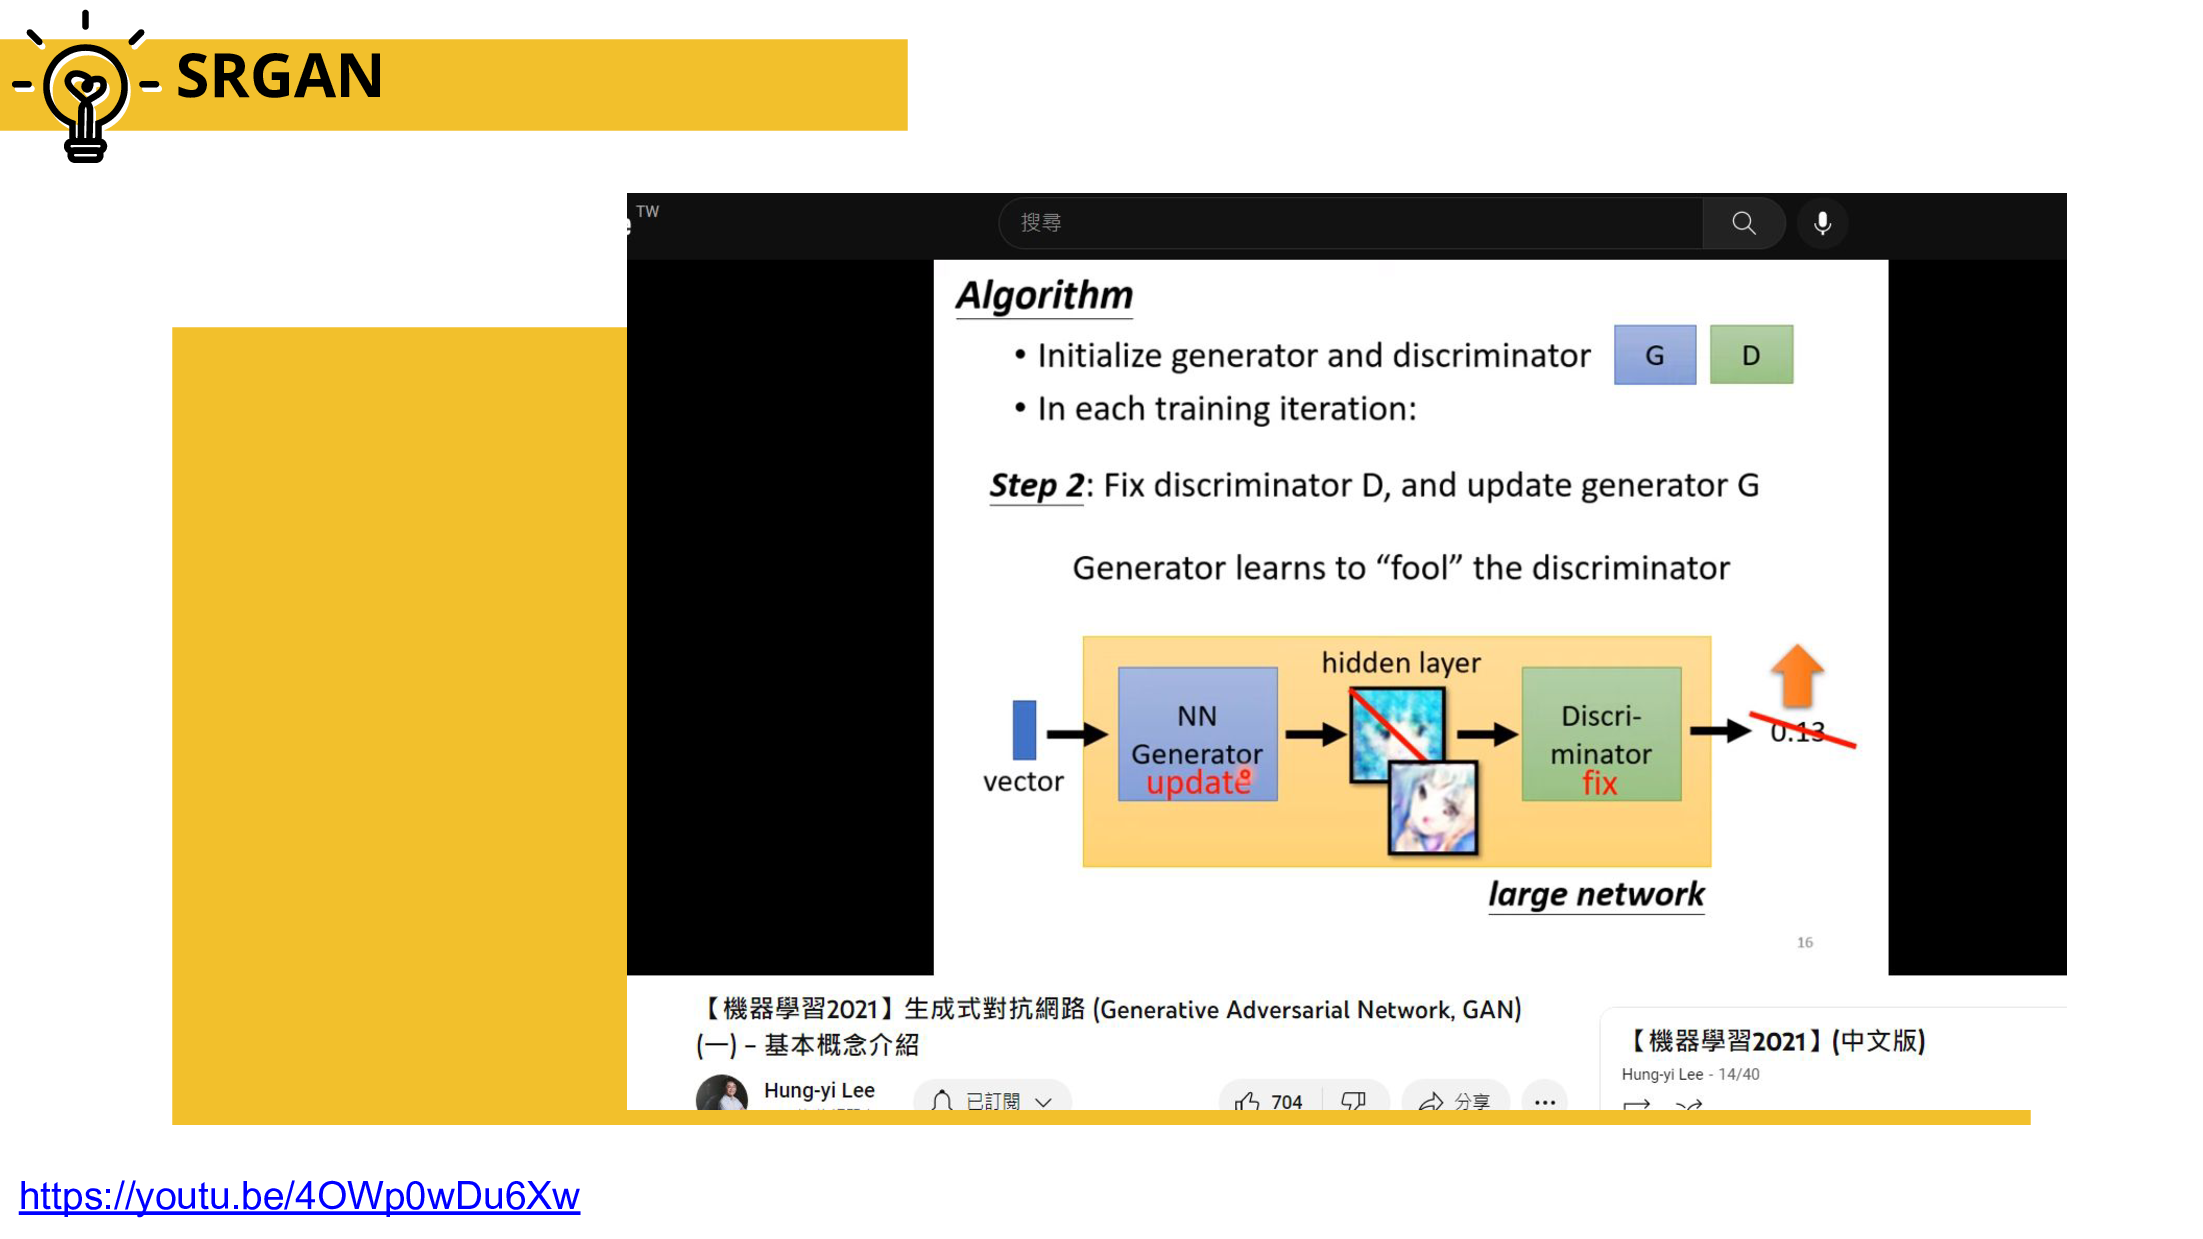 SRGAN
TW
搜尋
Algorithm
• Initialize generator and discriminator
G
D
• In each training iteration:
Step 2: Fix discriminator D, and update generator G
Generator learns to “fool” the discriminator
hidden layer
NN
Generator
update
Discri-
minator
fix
0.13
vector
large network
16
【機器學習2021】生成式對抗網路 (Generative Adversarial Network, GAN)
(一) – 基本概念介紹
Hung-yi Lee
已訂閱
704
分享
【機器學習2021】(中文版)
Hung-yi Lee - 14/40
https://youtu.be/4OWp0wDu6Xw